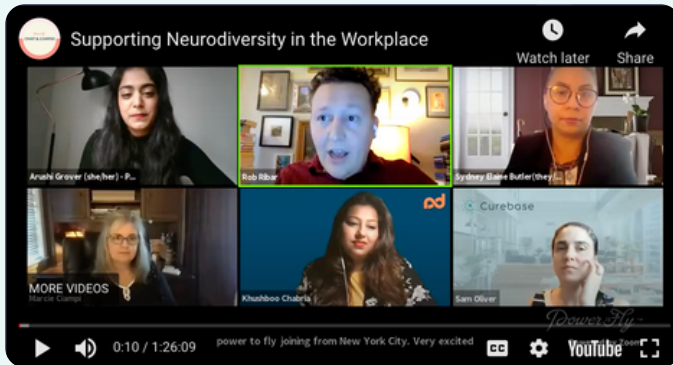 Supporting Neurodiversity in the Workplace
Watch later
Share
Arushi Grover (she/her) - P...
Rob Ribar
Sydney Elaine Butler(they/...
Curebase
MORE VIDEOS
Marcie Ciampi
Khushboo Chabria
Sam Oliver
PowerToFly
power to fly joining from New York City. Very excited
0:10 / 1:26:09
CC
YouTube